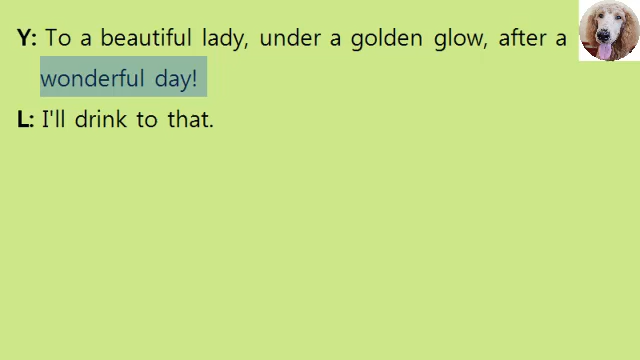 Y: To a beautiful lady, under a golden glow, after a
wonderful day!
L: I'll drink to that.